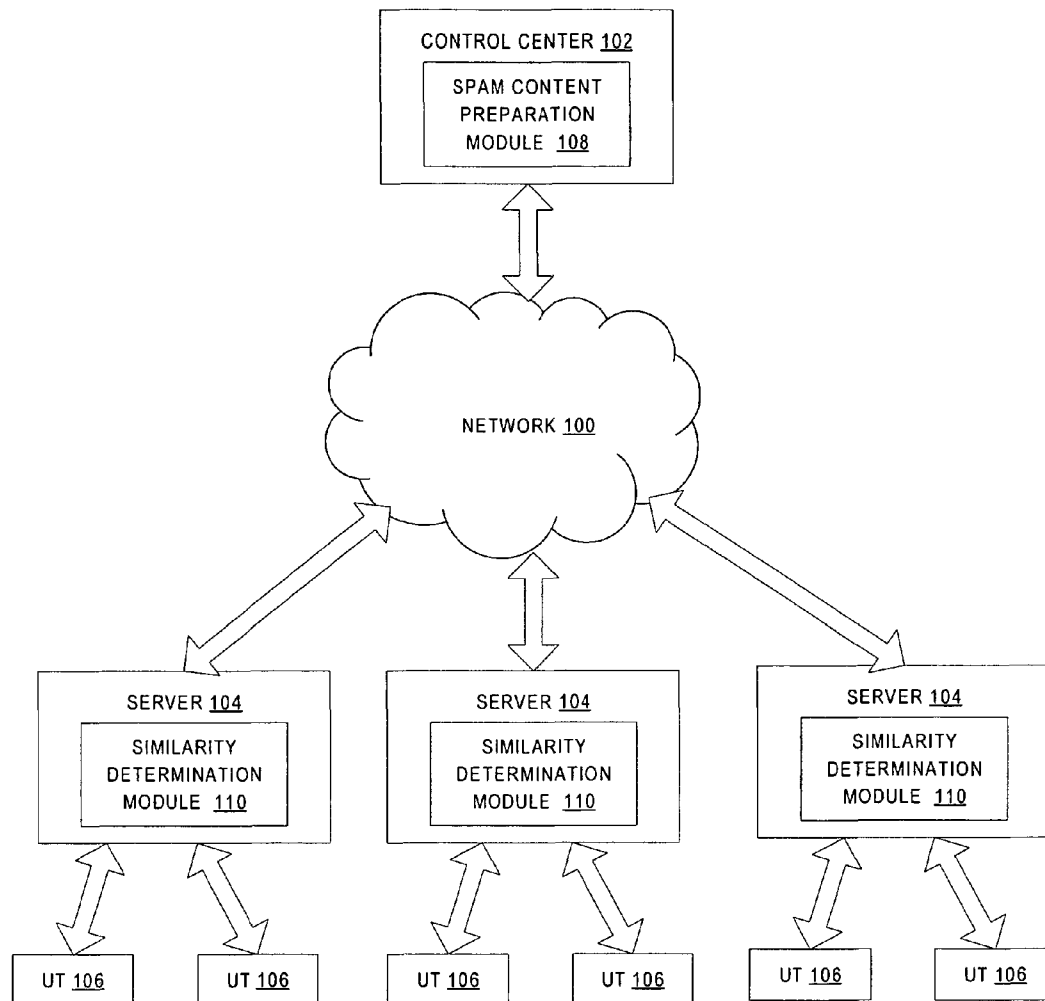 CONTROL CENTER 102
SPAM CONTENT
PREPARATION
MODULE 108
NETWORK 100
SERVER 104
SIMILARITY
DETERMINATION
MODULE 110
SERVER 104
SIMILARITY
DETERMINATION
MODULE 110
SERVER 104
SIMILARITY
DETERMINATION
MODULE 110
UT 106
UT 106
UT 106
UT 106
UT 106
UT 106